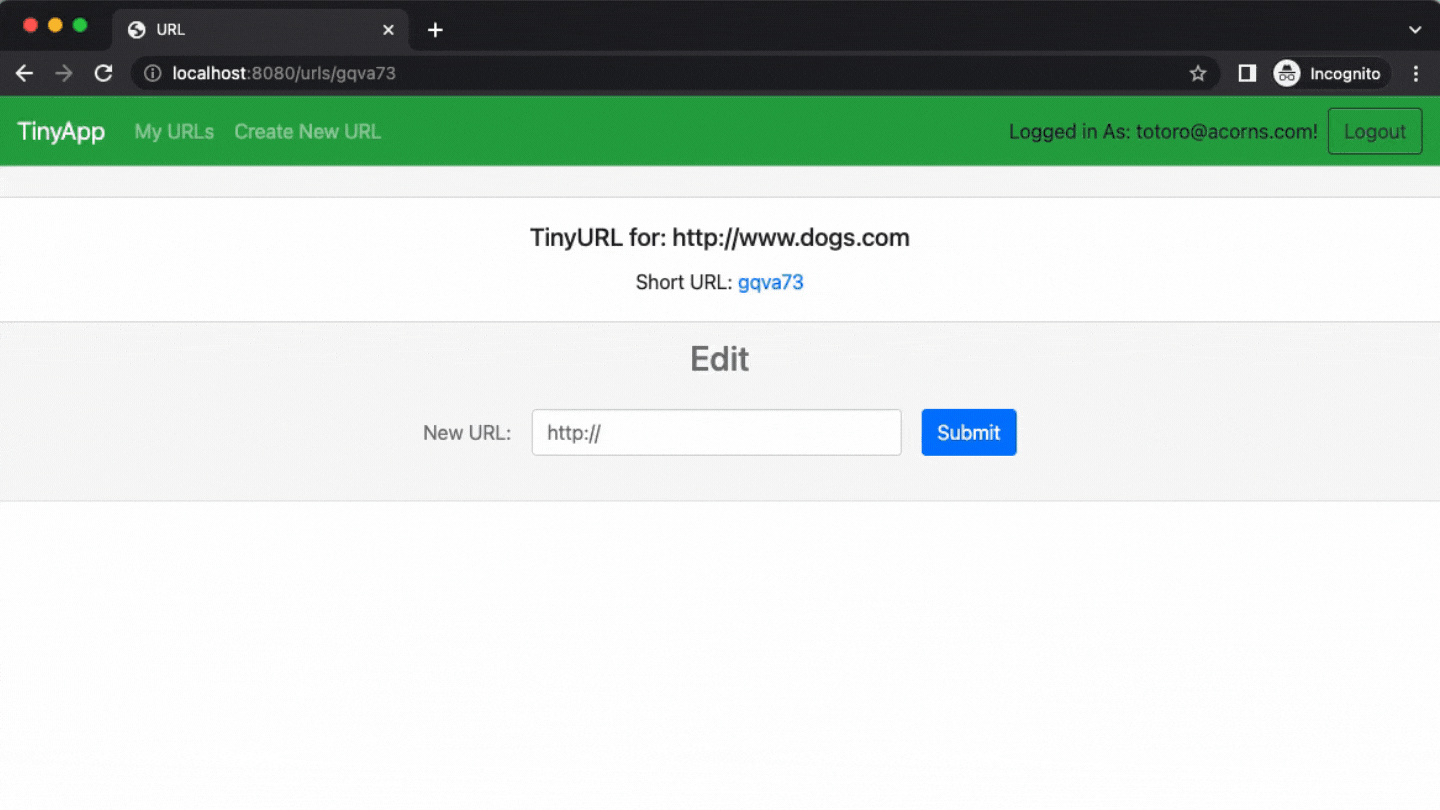 URL
localhost:8080/urls/gqva73
Incognito
TinyApp My URLs Create New URL Logged in As: totoro@acorns.com! Logout
TinyURL for: http://www.dogs.com
Short URL: gqva73
Edit
New URL: http:// Submit